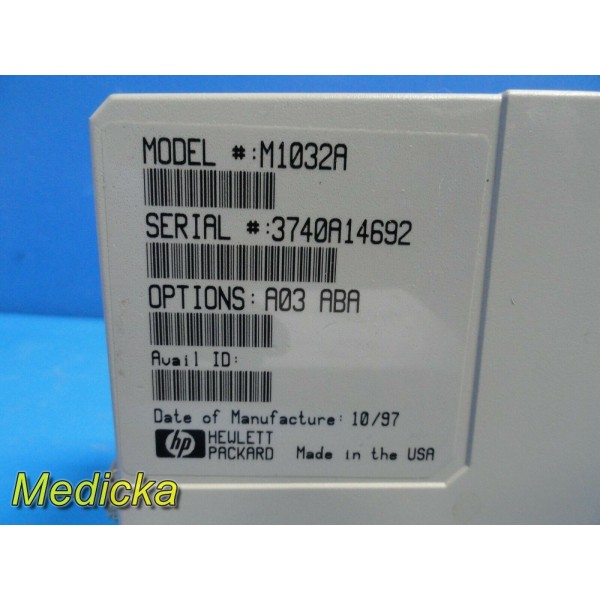 MODEL #:M1032A
SERIAL #:3740A14692
OPTIONS: A03 ABA
Avail ID:
Date of Manufacture: 10/97
hp HEWLETT
PACKARD Made in the USA
Medicka